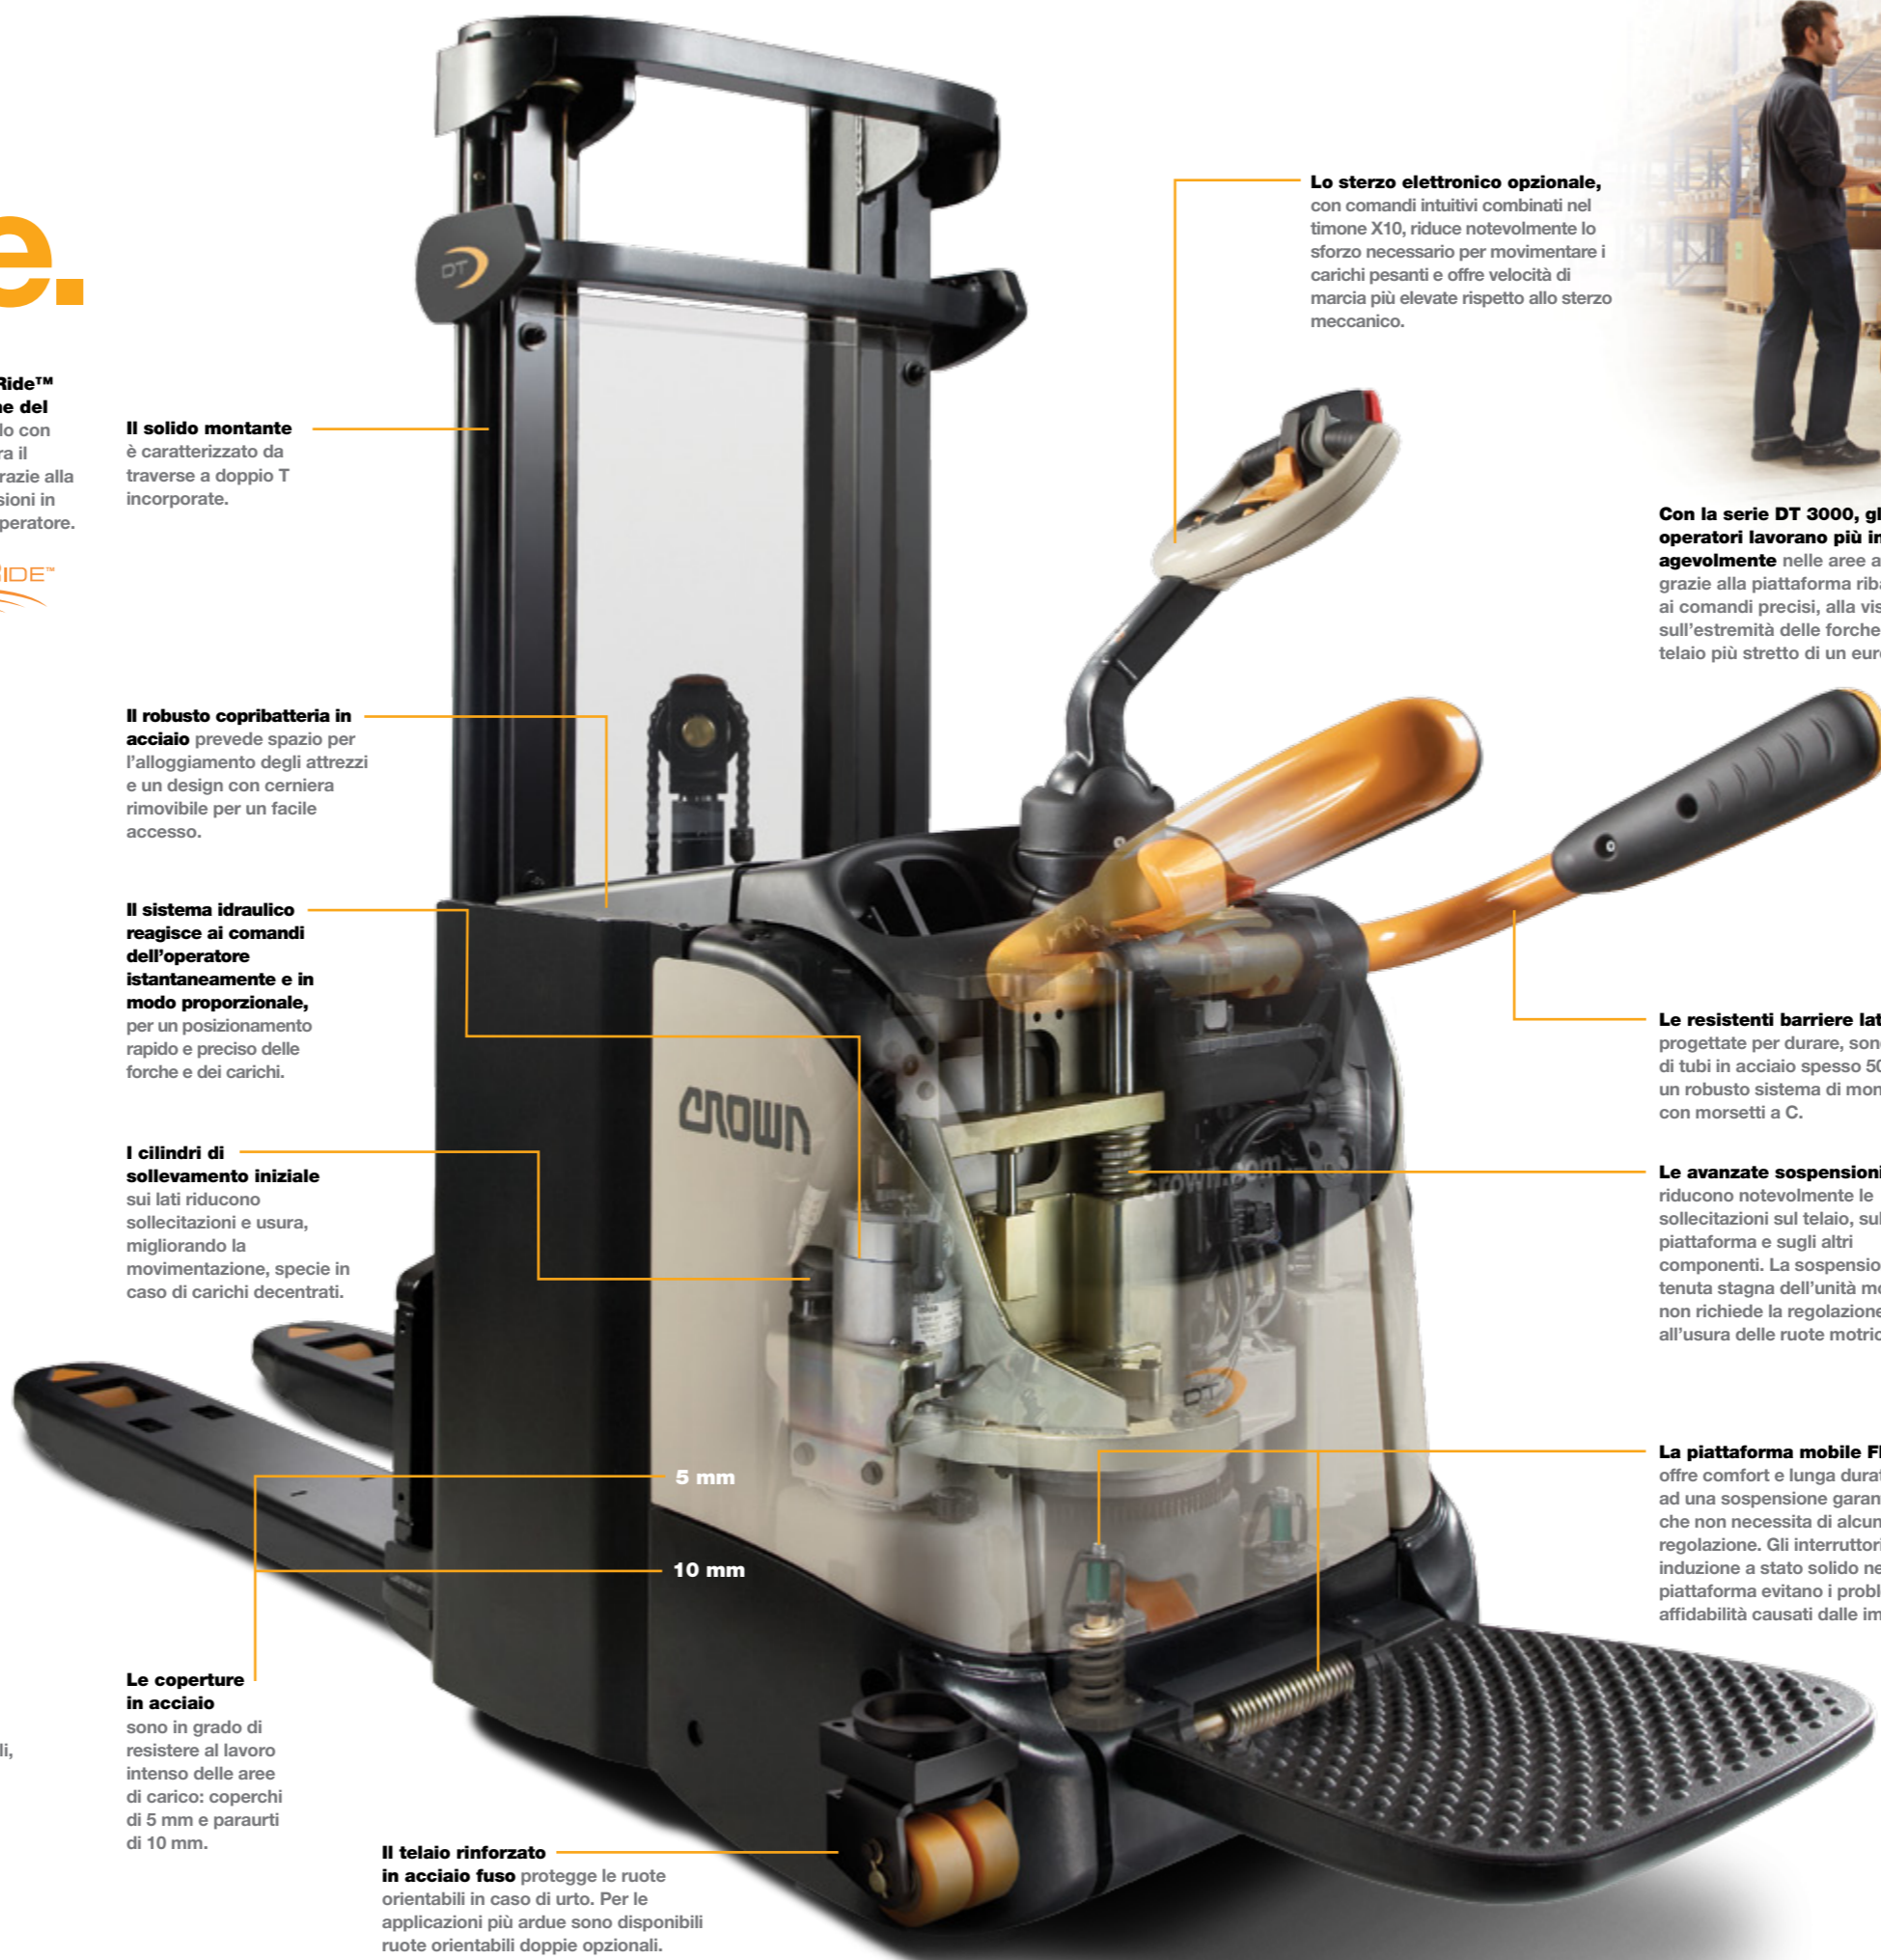 e.
Ride™
ne del
lo con
ra il
razie alla
sioni in
peratore.
RIDE™
li,
Il solido montante
è caratterizzato da
traverse a doppio T
incorporate.
Il robusto copribatteria in
acciaio prevede spazio per
l'alloggiamento degli attrezzi
e un design con cerniera
rimovibile per un facile
accesso.
Il sistema idraulico
reagisce ai comandi
dell'operatore
istantaneamente e in
modo proporzionale,
per un posizionamento
rapido e preciso delle
forche e dei carichi.
I cilindri di
sollevamento iniziale
sui lati riducono
sollecitazioni e usura,
migliorando la
movimentazione, specie in
caso di carichi decentrati.
Le coperture
in acciaio
sono in grado di
resistere al lavoro
intenso delle aree
di carico: coperchi
di 5 mm e paraurti
di 10 mm.
Il telaio rinforzato
in acciaio fuso protegge le ruote
orientabili in caso di urto. Per le
applicazioni più ardue sono disponibili
ruote orientabili doppie opzionali.
DT
CROWN
crown.com
DT
5 mm
10 mm
Lo sterzo elettronico opzionale,
con comandi intuitivi combinati nel
timone X10, riduce notevolmente lo
sforzo necessario per movimentare i
carichi pesanti e offre velocità di
marcia più elevate rispetto allo sterzo
meccanico.
Con la serie DT 3000, gl
operatori lavorano più in
agevolmente nelle aree a
grazie alla piattaforma riba
ai comandi precisi, alla vis
sull'estremità delle forche
telaio più stretto di un eur
Le resistenti barriere lat
progettate per durare, son
di tubi in acciaio spesso 50
un robusto sistema di mon
con morsetti a C.
Le avanzate sospensioni
riducono notevolmente le
sollecitazioni sul telaio, sul
piattaforma e sugli altri
componenti. La sospensio
tenuta stagna dell'unità mo
non richiede la regolazione
all'usura delle ruote motric
La piattaforma mobile Fl
offre comfort e lunga durat
ad una sospensione garan
che non necessita di alcun
regolazione. Gli interruttori
induzione a stato solido ne
piattaforma evitano i probl
affidabilità causati dalle im